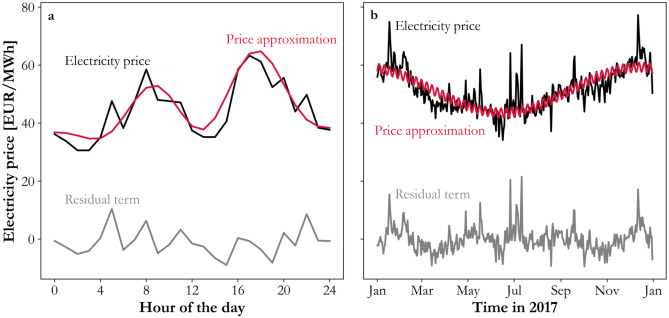 Electricity price [EUR/MWh]
a
80
60
40
20
0
Price approximation
Electricity price
Residual term
0 4 8 12 16 20 24
Hour of the day
b
Electricity price
Price approximation
Residual term
Jan Mar May Jul Sep Nov Jan
Time in 2017